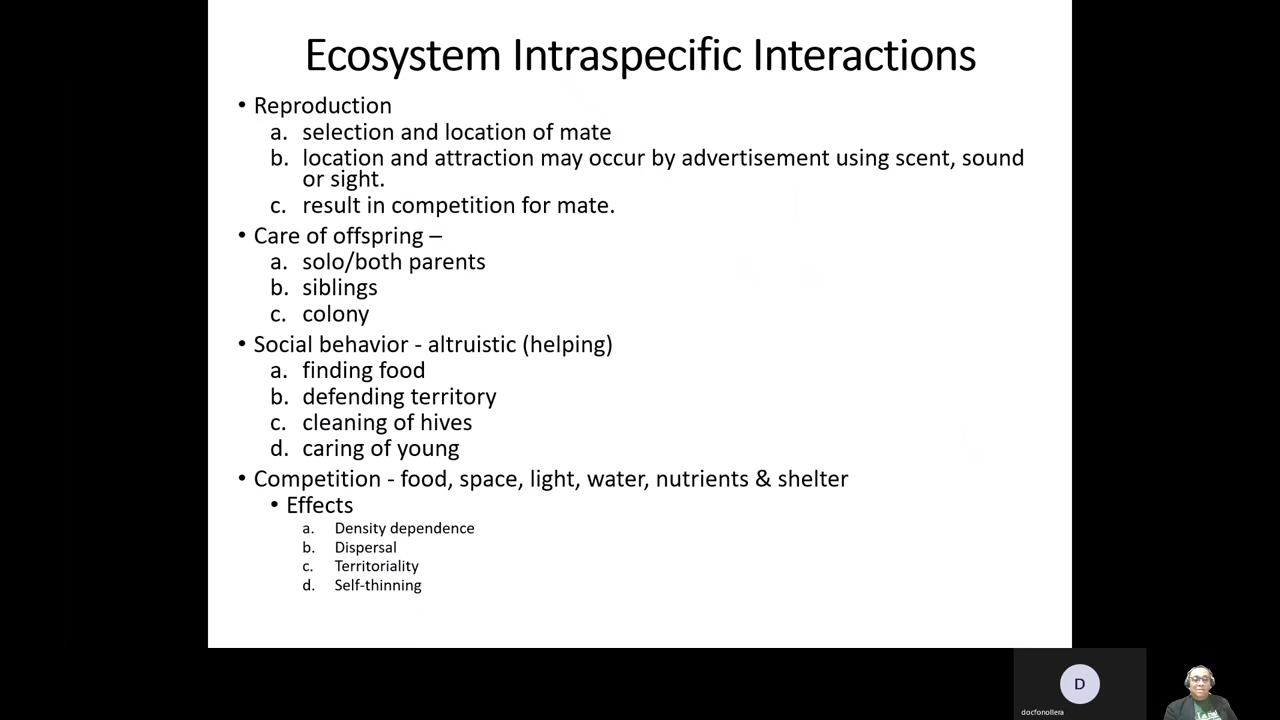 Ecosystem Intraspecific Interactions
• Reproduction
a. selection and location of mate
b. location and attraction may occur by advertisement using scent, sound
or sight.
c. result in competition for mate.
• Care of offspring –
a. solo/both parents
b. siblings
c. colony
• Social behavior - altruistic (helping)
a. finding food
b. defending territory
c. cleaning of hives
d. caring of young
• Competition - food, space, light, water, nutrients & shelter
• Effects
a. Density dependence
b. Dispersal
c. Territoriality
d. Self-thinning
D
docfonollera